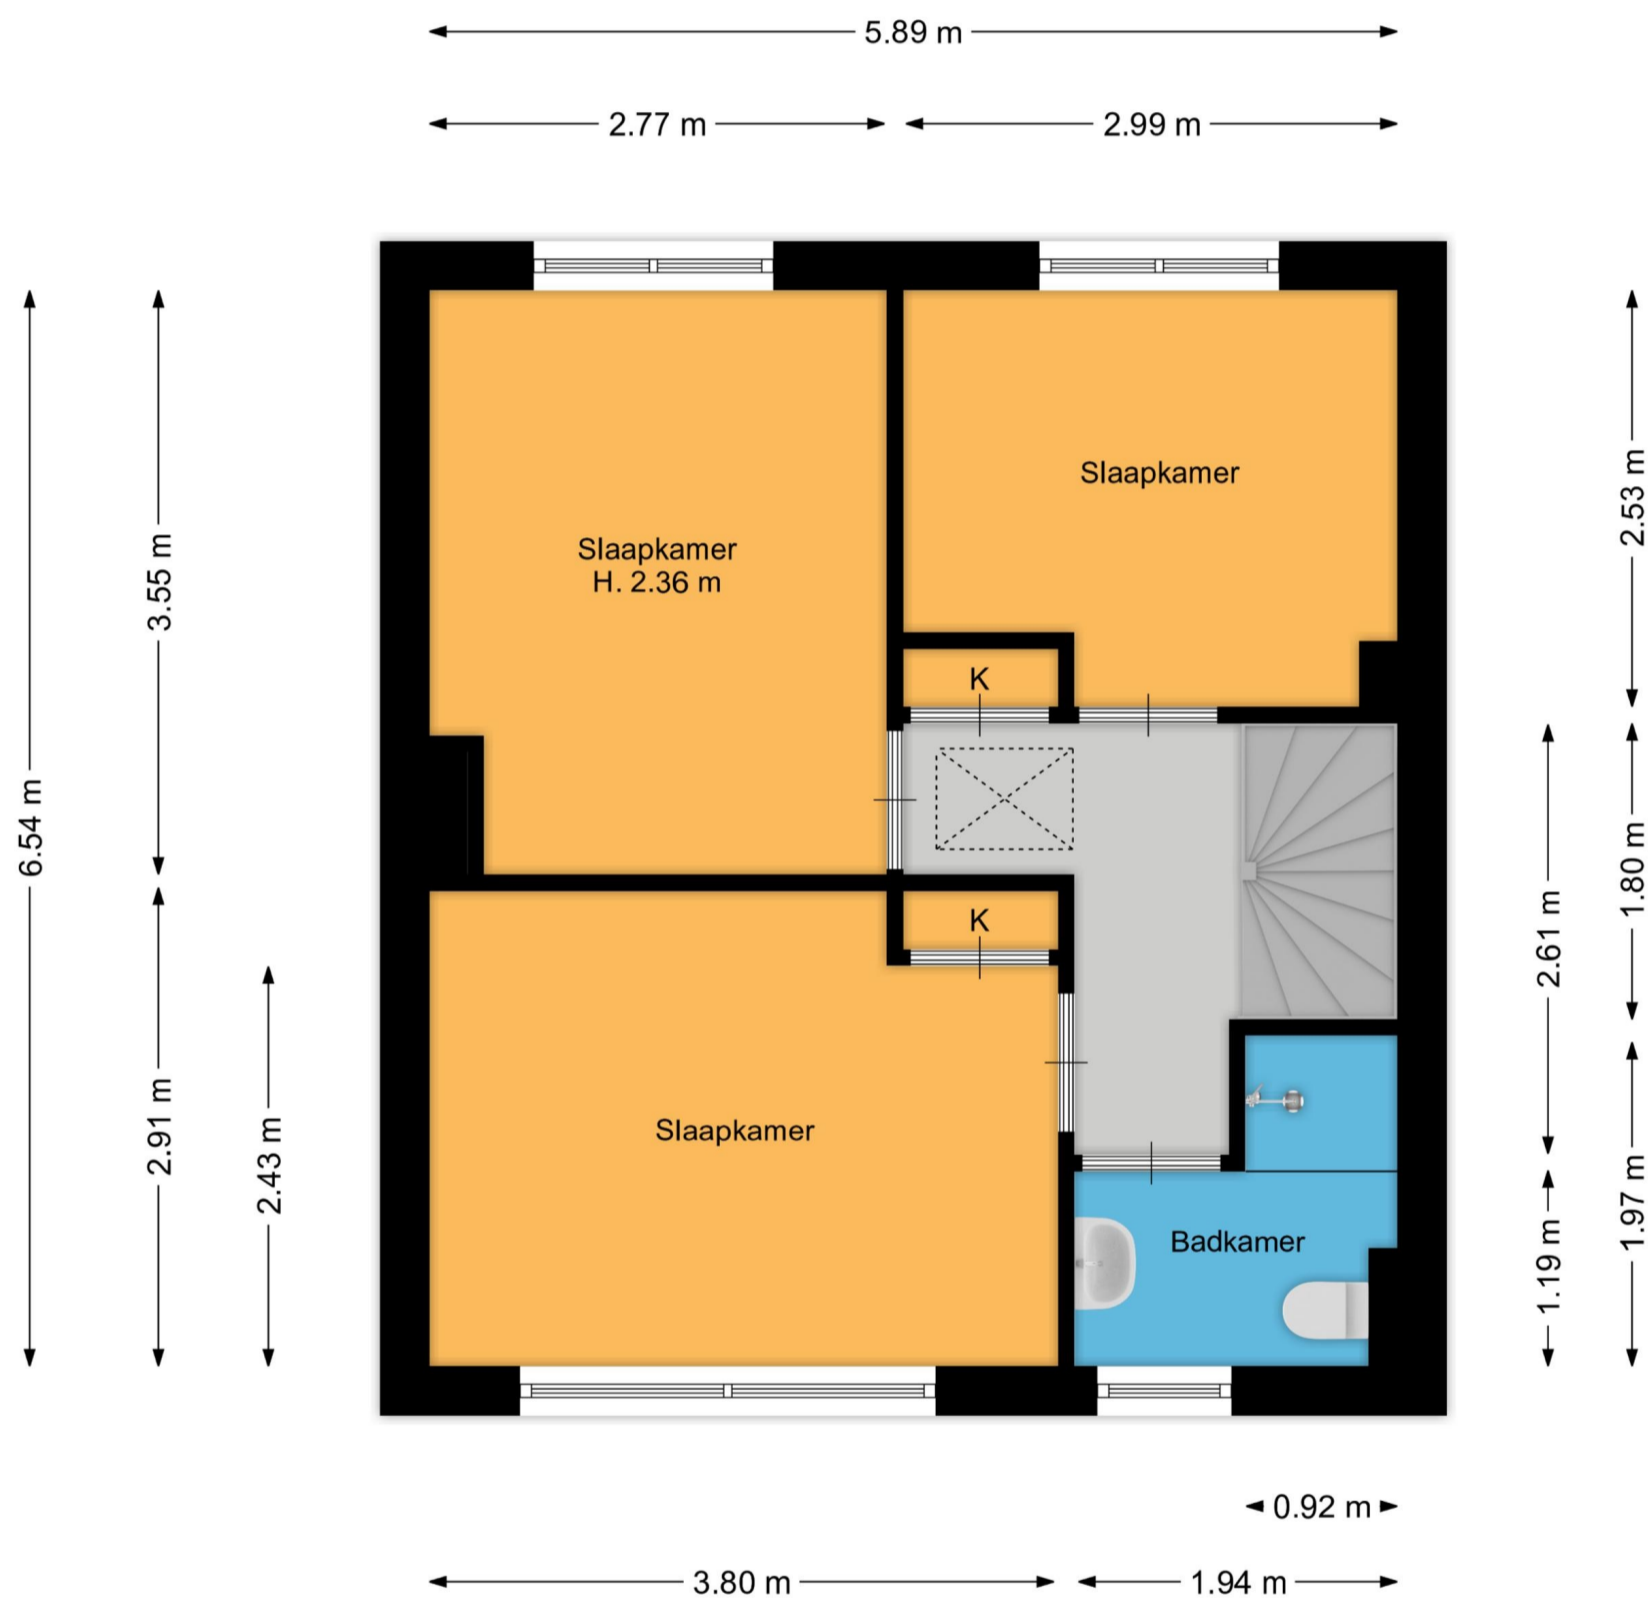 5.89 m
2.77 m
2.99 m
6.54 m
3.55 m
2.91 m
2.43 m
Slaapkamer
H. 2.36 m
Slaapkamer
K
K
Slaapkamer
Badkamer
2.53 m
1.80 m
2.61 m
1.97 m
1.19 m
0.92 m
3.80 m
1.94 m